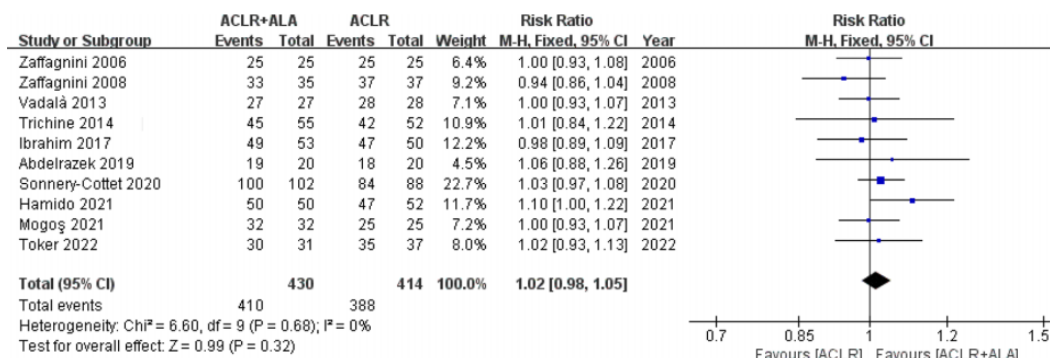 ACLR+ALA ACLR Risk Ratio Risk Ratio
Study or Subgroup Events Total Events Total Weight M-H, Fixed, 95% CI Year M-H, Fixed, 95% CI
Zaffagnini 2006 25 25 25 25 6.4% 1.00 [0.93, 1.08] 2006
Zaffagnini 2008 33 35 37 37 9.2% 0.94 [0.86, 1.04] 2008
Vadalà 2013 27 27 28 28 7.1% 1.00 [0.93, 1.07] 2013
Trichine 2014 45 55 42 52 10.9% 1.01 [0.84, 1.22] 2014
Ibrahim 2017 49 53 47 50 12.2% 0.98 [0.89, 1.09] 2017
Abdelrazek 2019 19 20 18 20 4.5% 1.06 [0.88, 1.26] 2019
Sonnery-Cottet 2020 100 102 84 88 22.7% 1.03 [0.97, 1.08] 2020
Hamido 2021 50 50 47 52 11.7% 1.10 [1.00, 1.22] 2021
Mogoş 2021 32 32 25 25 7.2% 1.00 [0.93, 1.07] 2021
Toker 2022 30 31 35 37 8.0% 1.02 [0.93, 1.13] 2022
Total (95% CI) 430 414 100.0% 1.02 [0.98, 1.05]
Total events 410 388
Heterogeneity: Chi² = 6.60, df = 9 (P = 0.68); I² = 0%
Test for overall effect: Z = 0.99 (P = 0.32)
0.7 0.85 1 1.2 1.5
Favours [ACLR] Favours [ACLR+ALA]